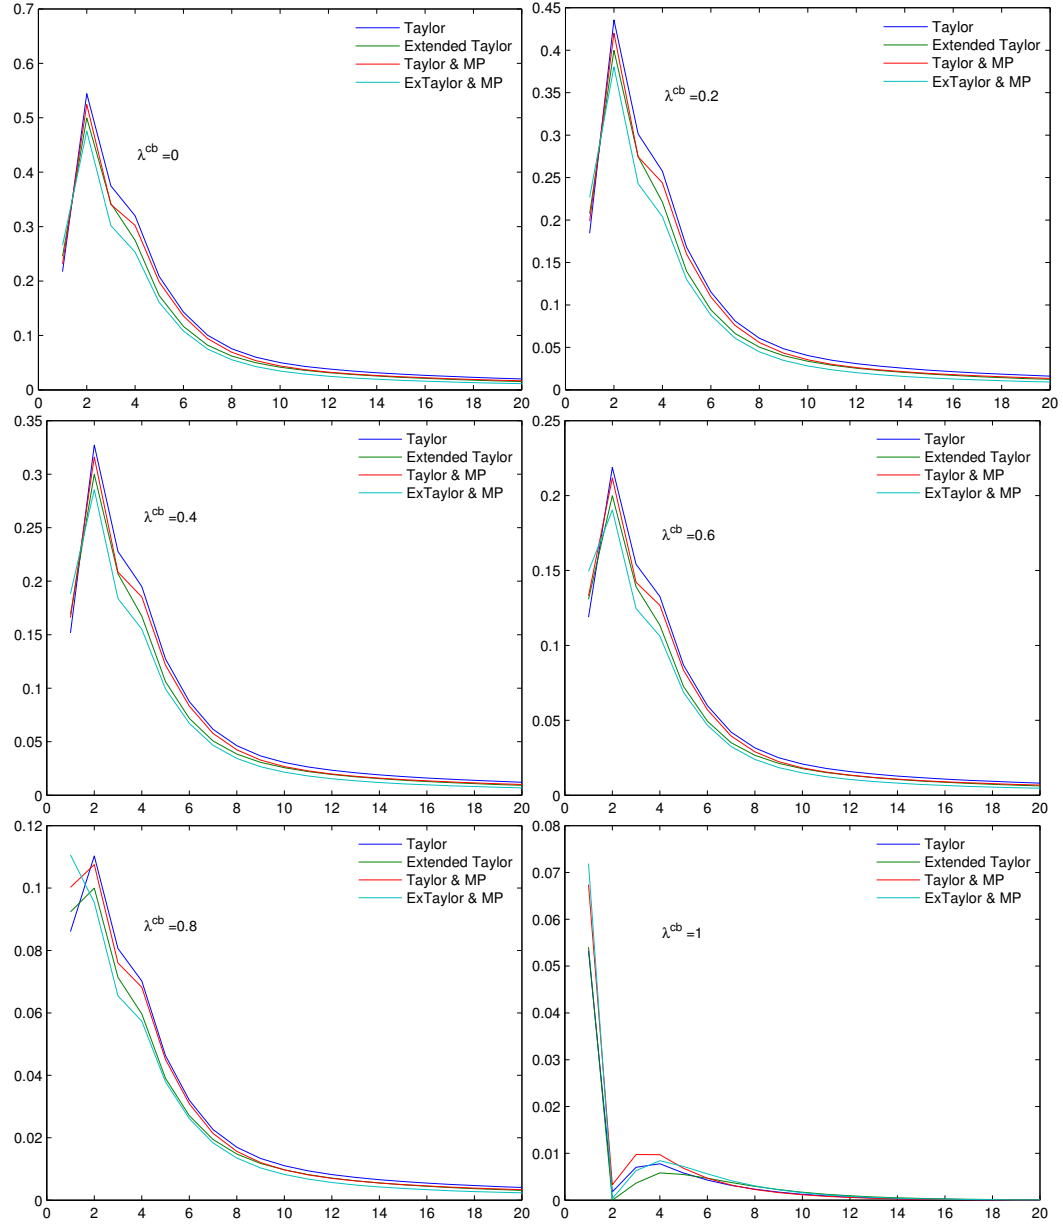 0.7
0.6
0.5
0.4
0.3
0.2
0.1
0
0 2 4 6 8 10 12 14 16 18 20
Taylor
Extended Taylor
Taylor & MP
ExTaylor & MP
λ^cb =0
0.45
0.4
0.35
0.3
0.25
0.2
0.15
0.1
0.05
0
0 2 4 6 8 10 12 14 16 18 20
Taylor
Extended Taylor
Taylor & MP
ExTaylor & MP
λ^cb =0.2
0.35
0.3
0.25
0.2
0.15
0.1
0.05
0
0 2 4 6 8 10 12 14 16 18 20
Taylor
Extended Taylor
Taylor & MP
ExTaylor & MP
λ^cb =0.4
0.25
0.2
0.15
0.1
0.05
0
0 2 4 6 8 10 12 14 16 18 20
Taylor
Extended Taylor
Taylor & MP
ExTaylor & MP
λ^cb =0.6
0.12
0.1
0.08
0.06
0.04
0.02
0
0 2 4 6 8 10 12 14 16 18 20
Taylor
Extended Taylor
Taylor & MP
ExTaylor & MP
λ^cb =0.8
0.08
0.07
0.06
0.05
0.04
0.03
0.02
0.01
0
0 2 4 6 8 10 12 14 16 18 20
Taylor
Extended Taylor
Taylor & MP
ExTaylor & MP
λ^cb =1